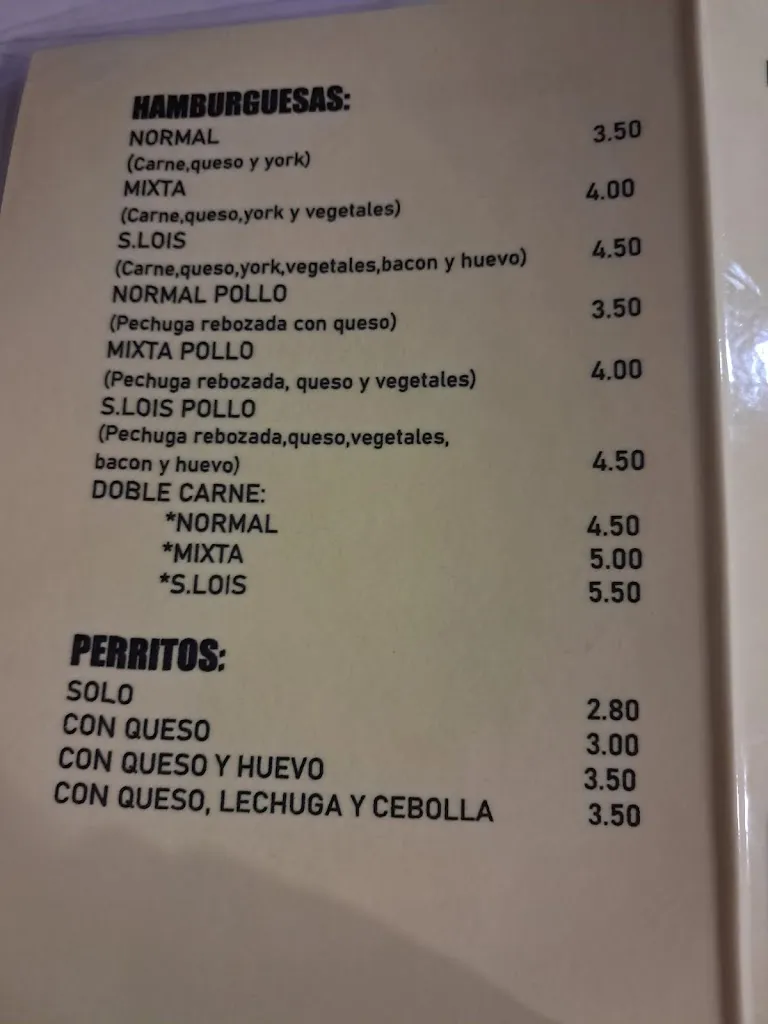 HAMBURGUESAS:
NORMAL 3.50
(Carne,queso y york)
MIXTA 4.00
(Carne,queso,york y vegetales)
S.LOIS 4.50
(Carne,queso,york,vegetales,bacon y huevo)
NORMAL POLLO 3.50
(Pechuga rebozada con queso)
MIXTA POLLO 4.00
(Pechuga rebozada, queso y vegetales)
S.LOIS POLLO
(Pechuga rebozada,queso,vegetales,
bacon y huevo) 4.50
DOBLE CARNE:
*NORMAL 4.50
*MIXTA 5.00
*S.LOIS 5.50
PERRITOS:
SOLO 2.80
CON QUESO 3.00
CON QUESO Y HUEVO 3.50
CON QUESO, LECHUGA Y CEBOLLA 3.50